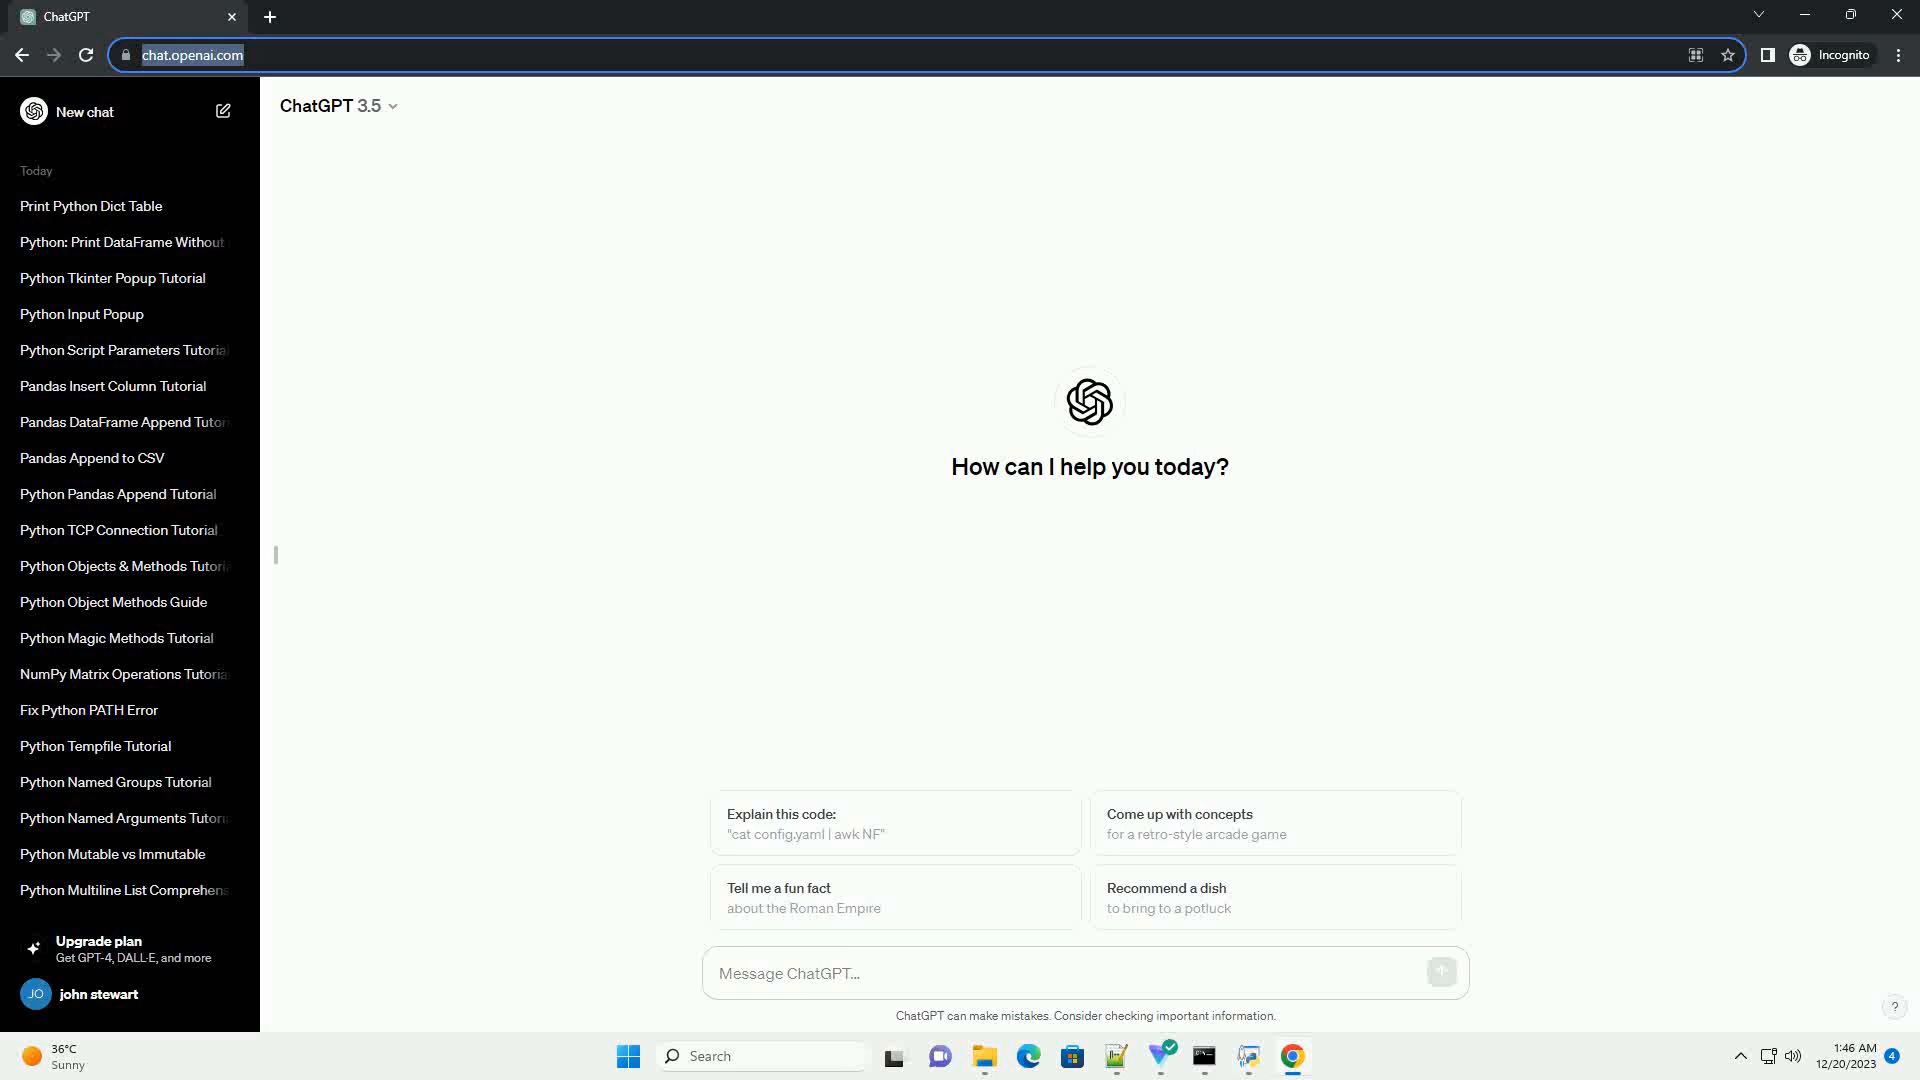 ChatGPT
chat.openai.com
Incognito
New chat
ChatGPT 3.5
Today
Print Python Dict Table
Python: Print DataFrame Without
Python Tkinter Popup Tutorial
Python Input Popup
Python Script Parameters Tutorial
Pandas Insert Column Tutorial
Pandas DataFrame Append Tutori
Pandas Append to CSV
Python Pandas Append Tutorial
Python TCP Connection Tutorial
Python Objects & Methods Tutoria
Python Object Methods Guide
Python Magic Methods Tutorial
NumPy Matrix Operations Tutorial
Fix Python PATH Error
Python Tempfile Tutorial
Python Named Groups Tutorial
Python Named Arguments Tutoria
Python Mutable vs Immutable
Python Multiline List Comprehens
Upgrade plan
Get GPT-4, DALL·E, and more
JO
john stewart
How can I help you today?
Explain this code:
"cat config.yaml | awk NF"
Come up with concepts
for a retro-style arcade game
Tell me a fun fact
about the Roman Empire
Recommend a dish
to bring to a potluck
Message ChatGPT...
ChatGPT can make mistakes. Consider checking important information.
?
36°C
Sunny
Search
1:46 AM
12/20/2023
4